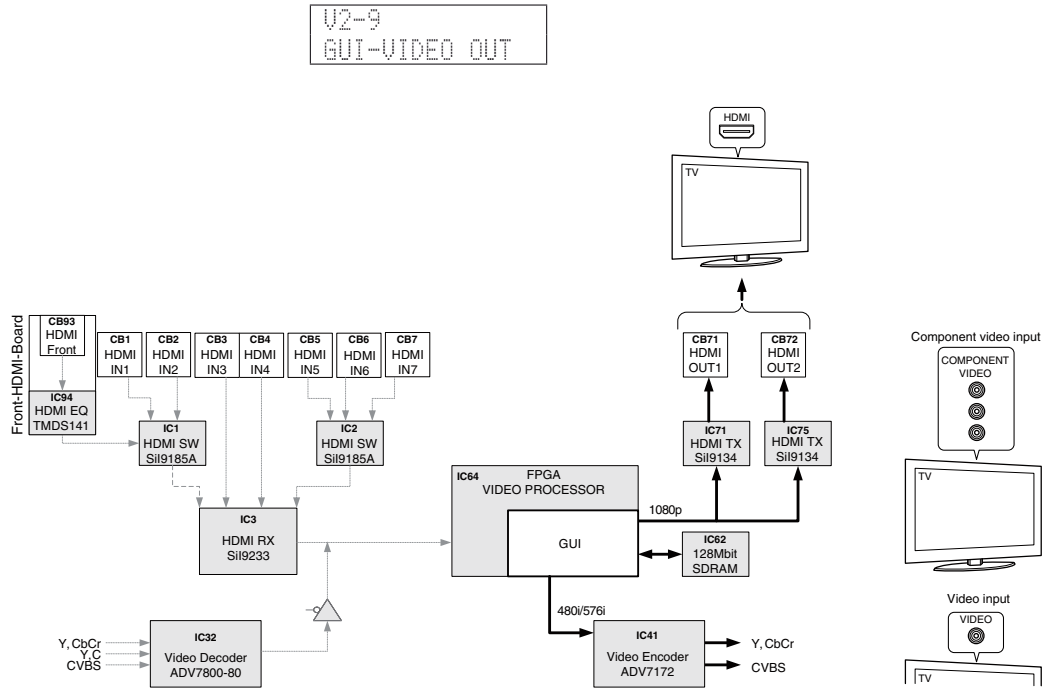 V2-9
GUI-VIDEO OUT
HDMI
TV
Front-HDMI-Board
CB93
HDMI
Front
IC94
HDMI EQ
TMDS141
CB1
HDMI
IN1
CB2
HDMI
IN2
CB3
HDMI
IN3
CB4
HDMI
IN4
CB5
HDMI
IN5
CB6
HDMI
IN6
CB7
HDMI
IN7
IC1
HDMI SW
SiI9185A
IC2
HDMI SW
SiI9185A
IC3
HDMI RX
SiI9233
CB71
HDMI
OUT1
CB72
HDMI
OUT2
IC71
HDMI TX
SiI9134
IC75
HDMI TX
SiI9134
IC64
FPGA
VIDEO PROCESSOR
GUI
1080p
IC62
128Mbit
SDRAM
480i/576i
Y, CbCr
Y,C
CVBS
IC32
Video Decoder
ADV7800-80
IC41
Video Encoder
ADV7172
Y, CbCr
CVBS
Component video input
COMPONENT
VIDEO
TV
Video input
VIDEO
TV